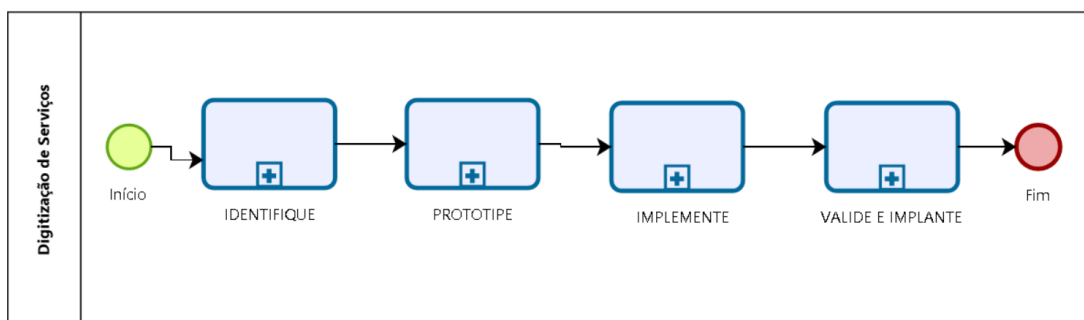 Digitização de Serviços
Início
IDENTIFIQUE
PROTOTIPE
IMPLEMENTE
VALIDE E IMPLANTE
Fim